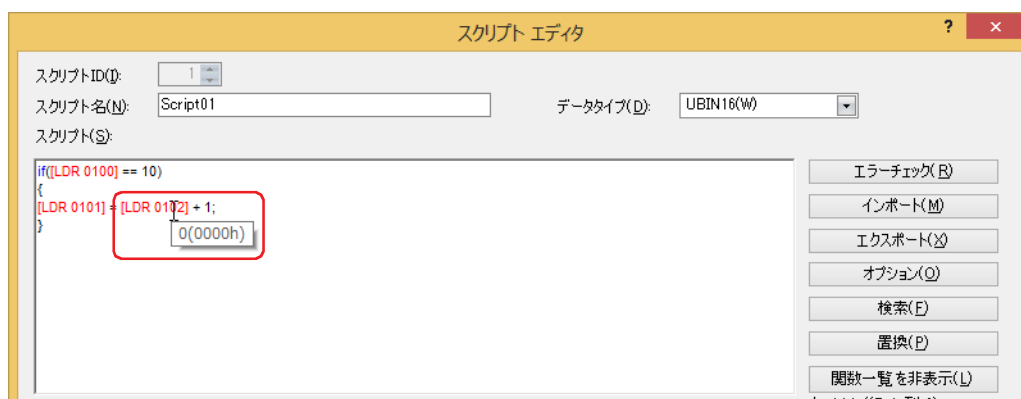 スクリプト エディタ ? ×
スクリプトID(I): 1
スクリプト名(N): Script01 データタイプ(D): UBIN16(W)
スクリプト(S):
if([LDR 0100] == 10)
{
[LDR 0101] = [LDR 0102] + 1;
}
0(0000h)
エラーチェック(R)
インポート(M)
エクスポート(X)
オプション(O)
検索(F)
置換(P)
関数一覧を非表示(L)